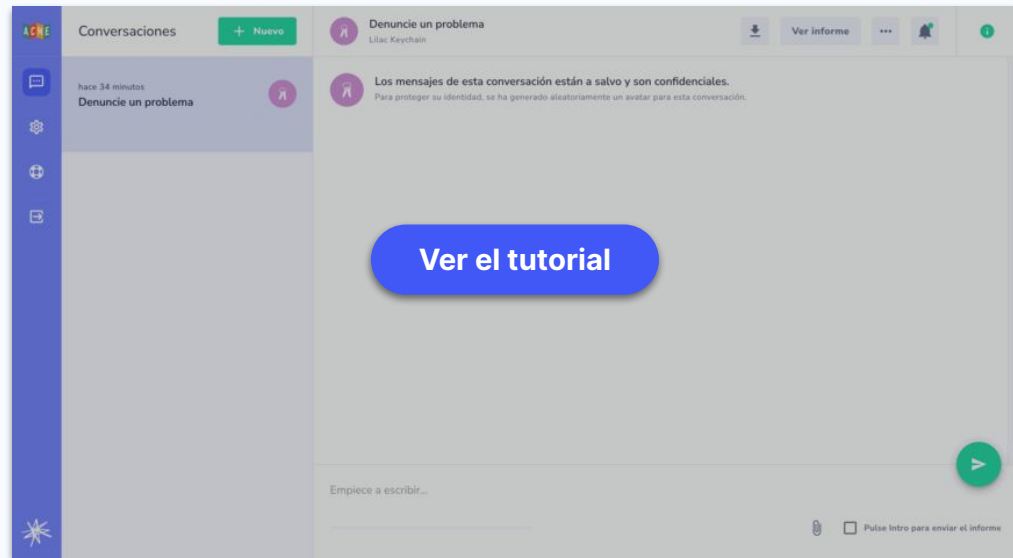 ACME
Conversaciones
+ Nuevo
hace 34 minutos
Denuncie un problema
Denuncie un problema
Lilac Keychain
Ver informe
Los mensajes de esta conversación están a salvo y son confidenciales.
Para proteger su identidad, se ha generado aleatoriamente un avatar para esta conversación.
Ver el tutorial
Empiece a escribir...
Pulse Intro para enviar el informe